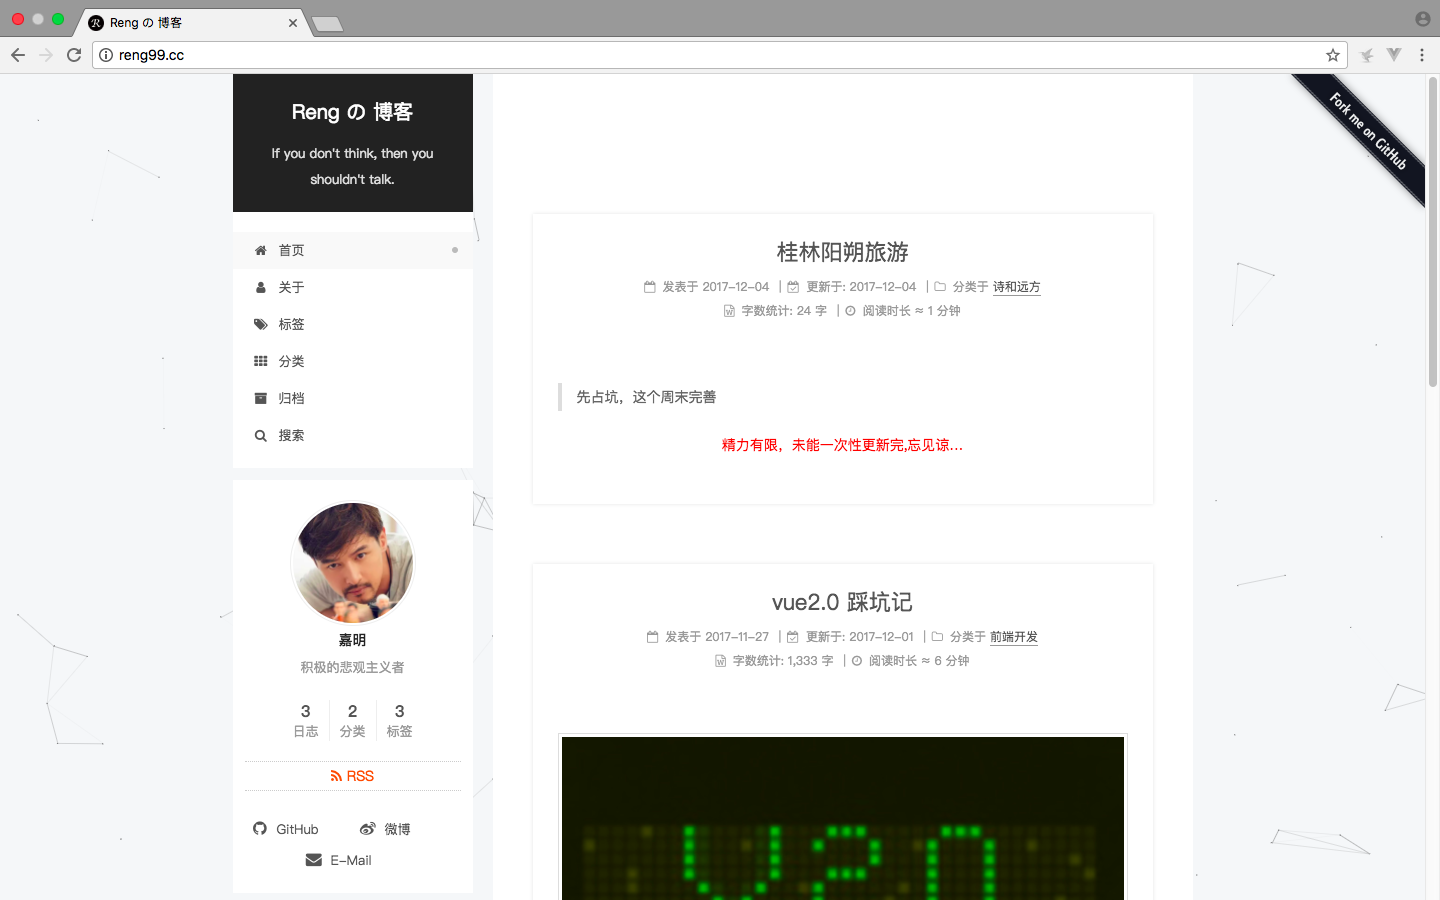 Reng の 博客
reng99.cc
Fork me on GitHub
Reng の 博客
If you don't think, then you
shouldn't talk.
首页
关于
标签
分类
归档
搜索
嘉明
积极的悲观主义者
3 2 3
日志 分类 标签
RSS
GitHub 微博
E-Mail
桂林阳朔旅游
发表于 2017-12-04 | 更新于: 2017-12-04 | 分类于 诗和远方
字数统计: 24 字 | 阅读时长 ≈ 1 分钟
先占坑，这个周末完善
精力有限，未能一次性更新完,忘见谅...
vue2.0 踩坑记
发表于 2017-11-27 | 更新于: 2017-12-01 | 分类于 前端开发
字数统计: 1,333 字 | 阅读时长 ≈ 6 分钟